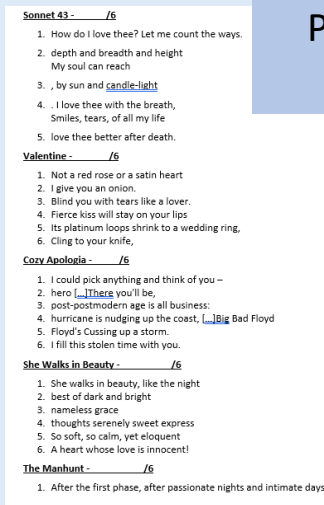 P
Sonnet 43 - /6
1. How do I love thee? Let me count the ways.
2. depth and breadth and height
My soul can reach
3. , by sun and candle-light
4. . I love thee with the breath,
Smiles, tears, of all my life
5. love thee better after death.
Valentine - /6
1. Not a red rose or a satin heart
2. I give you an onion.
3. Blind you with tears like a lover.
4. Fierce kiss will stay on your lips
5. Its platinum loops shrink to a wedding ring,
6. Cling to your knife,
Cozy Apologia - /6
1. I could pick anything and think of you –
2. hero [...]There you'll be,
3. post-postmodern age is all business:
4. hurricane is nudging up the coast, [...]Big Bad Floyd
5. Floyd's Cussing up a storm.
6. I fill this stolen time with you.
She Walks in Beauty - /6
1. She walks in beauty, like the night
2. best of dark and bright
3. nameless grace
4. thoughts serenely sweet express
5. So soft, so calm, yet eloquent
6. A heart whose love is innocent!
The Manhunt - /6
1. After the first phase, after passionate nights and intimate days